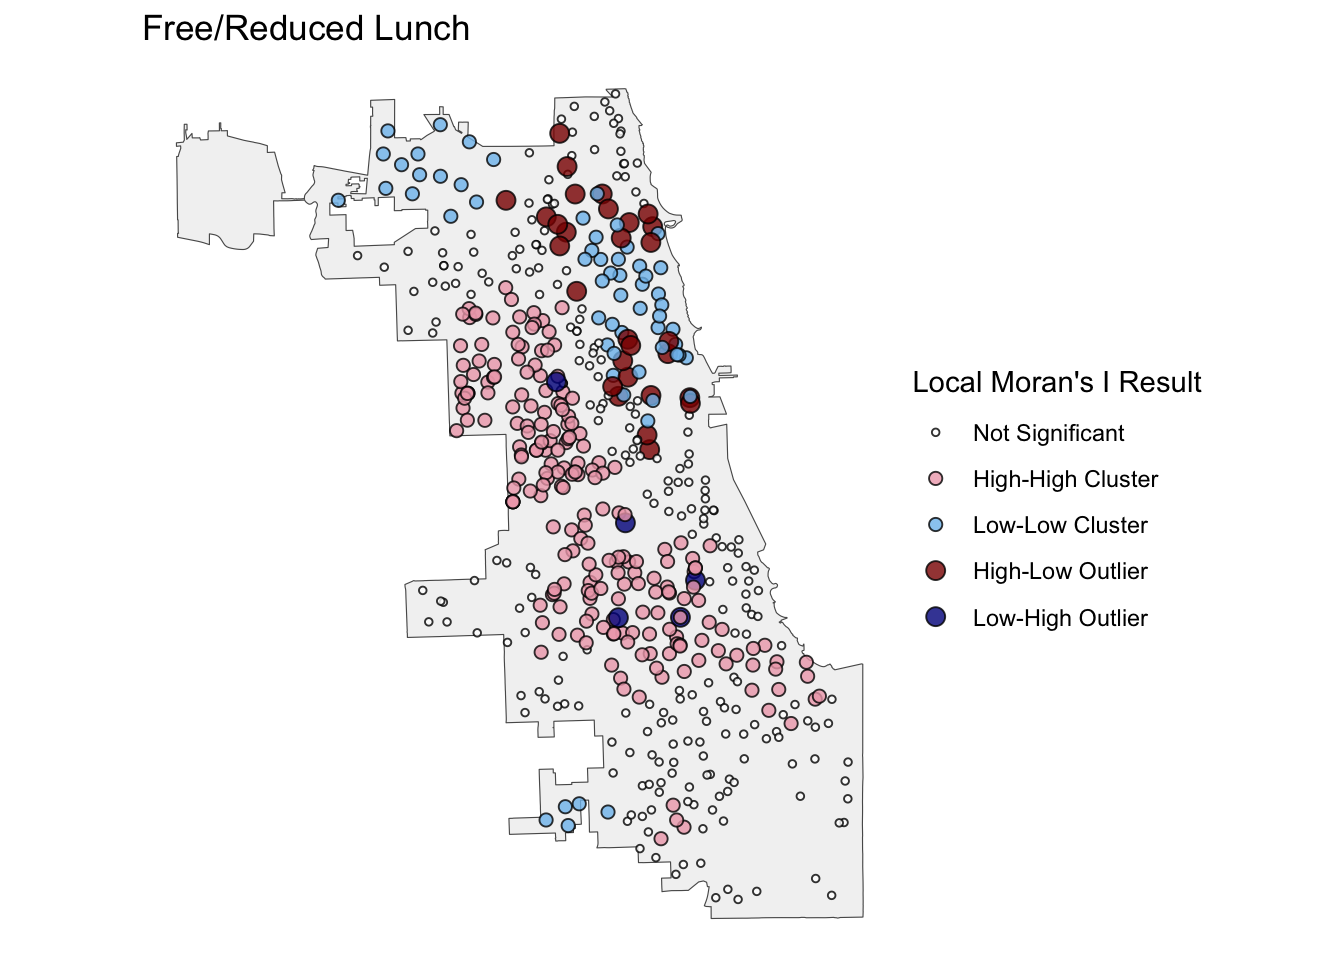 Free/Reduced Lunch
Local Moran's I Result
Not Significant
High-High Cluster
Low-Low Cluster
High-Low Outlier
Low-High Outlier